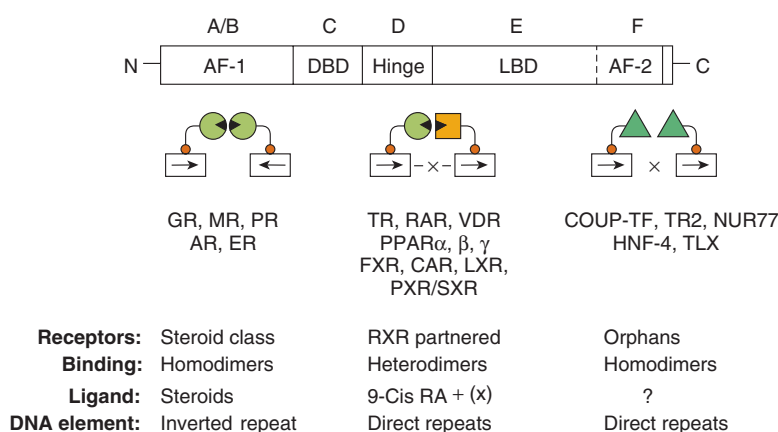 A/B C D E F
N AF-1 DBD Hinge LBD AF-2 C
– × – ×
GR, MR, PR TR, RAR, VDR COUP-TF, TR2, NUR77
AR, ER PPARα, β, γ HNF-4, TLX
FXR, CAR, LXR,
PXR/SXR
Receptors: Steroid class RXR partnered Orphans
Binding: Homodimers Heterodimers Homodimers
Ligand: Steroids 9-Cis RA + (x) ?
DNA element: Inverted repeat Direct repeats Direct repeats